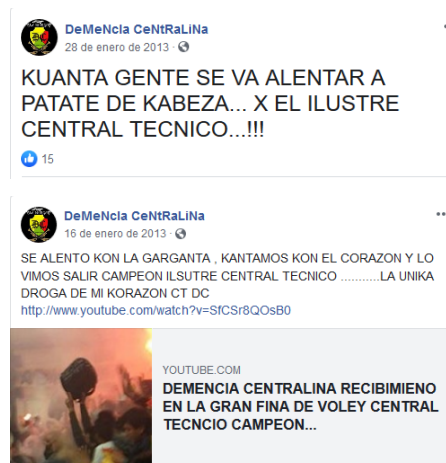 DeMeNcIa CeNtRaLiNa
28 de enero de 2013 ·
KUANTA GENTE SE VA ALENTAR A
PATATE DE KABEZA... X EL ILUSTRE
CENTRAL TECNICO...!!!
15
DeMeNcIa CeNtRaLiNa
16 de enero de 2013 ·
SE ALENTO KON LA GARGANTA , KANTAMOS KON EL CORAZON Y LO
VIMOS SALIR CAMPEON ILSUTRE CENTRAL TECNICO ...........LA UNIKA
DROGA DE MI KORAZON CT DC
http://www.youtube.com/watch?v=SfCSr8QOsB0
YOUTUBE.COM
DEMENCIA CENTRALINA RECIBIMIENO
EN LA GRAN FINA DE VOLEY CENTRAL
TECNCIO CAMPEON...